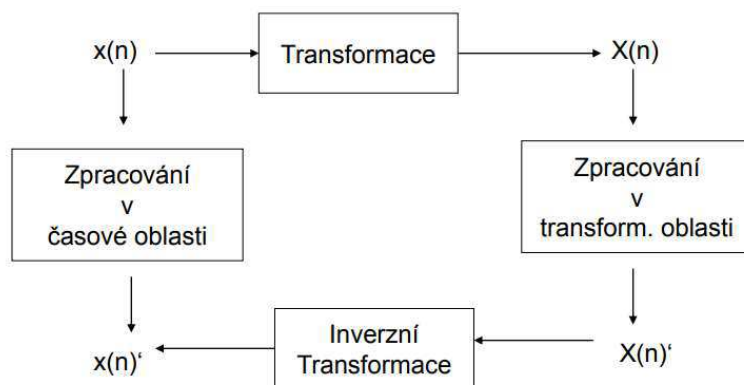 x(n)
Transformace
X(n)
Zpracování
v
časové oblasti
Zpracování
v
transform. oblasti
x(n)‘
Inverzní
Transformace
X(n)‘